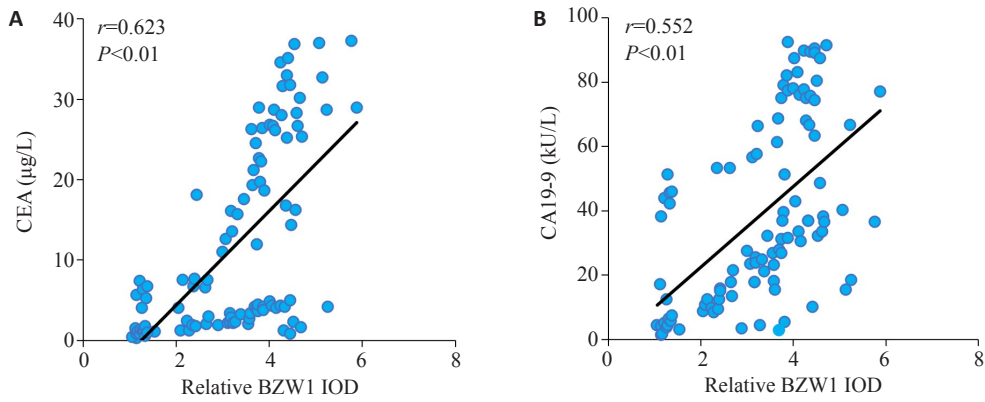 A
r=0.623
P<0.01
CEA (μg/L)
40
30
20
10
0
0 2 4 6 8
Relative BZW1 IOD
B
r=0.552
P<0.01
CA19-9 (kU/L)
100
80
60
40
20
0
0 2 4 6 8
Relative BZW1 IOD